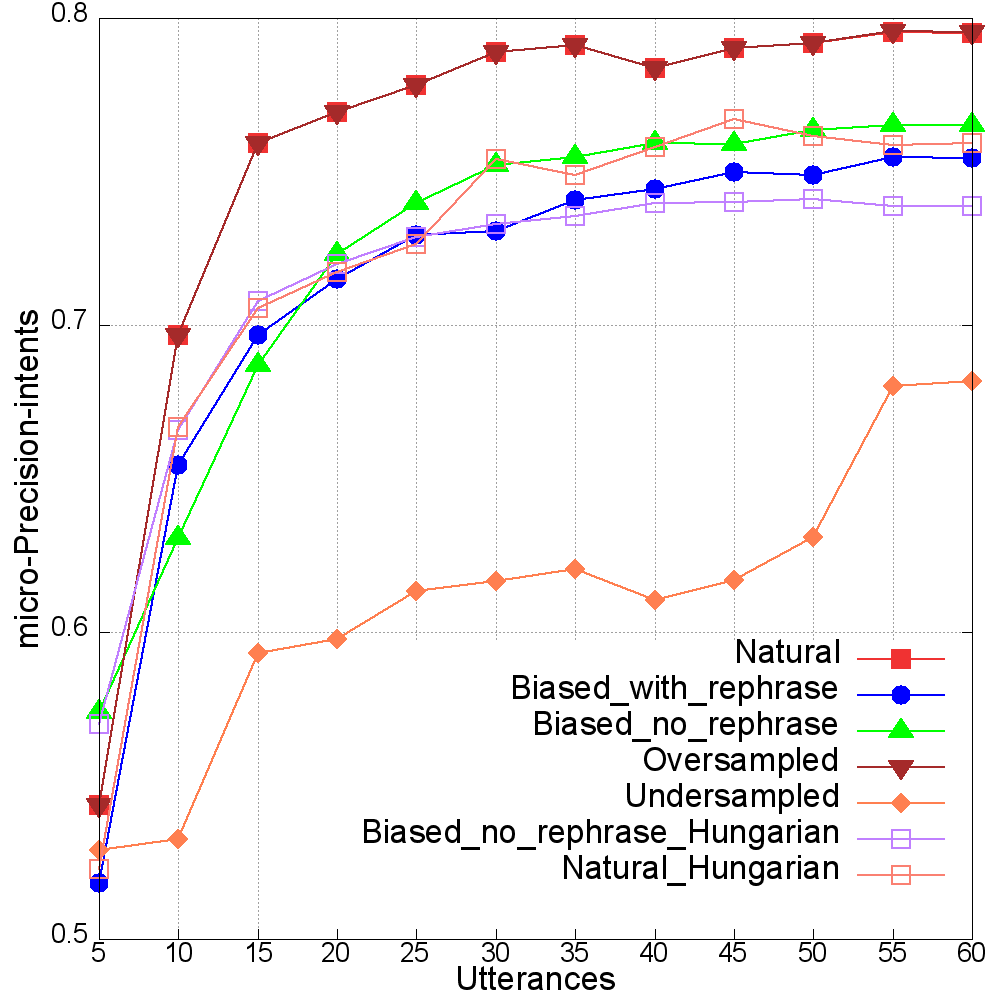 0.8
0.7
0.6
0.5
micro-Precision-intents
Natural
Biased_with_rephrase
Biased_no_rephrase
Oversampled
Undersampled
Biased_no_rephrase_Hungarian
Natural_Hungarian
5 10 15 20 25 30 35 40 45 50 55 60
Utterances